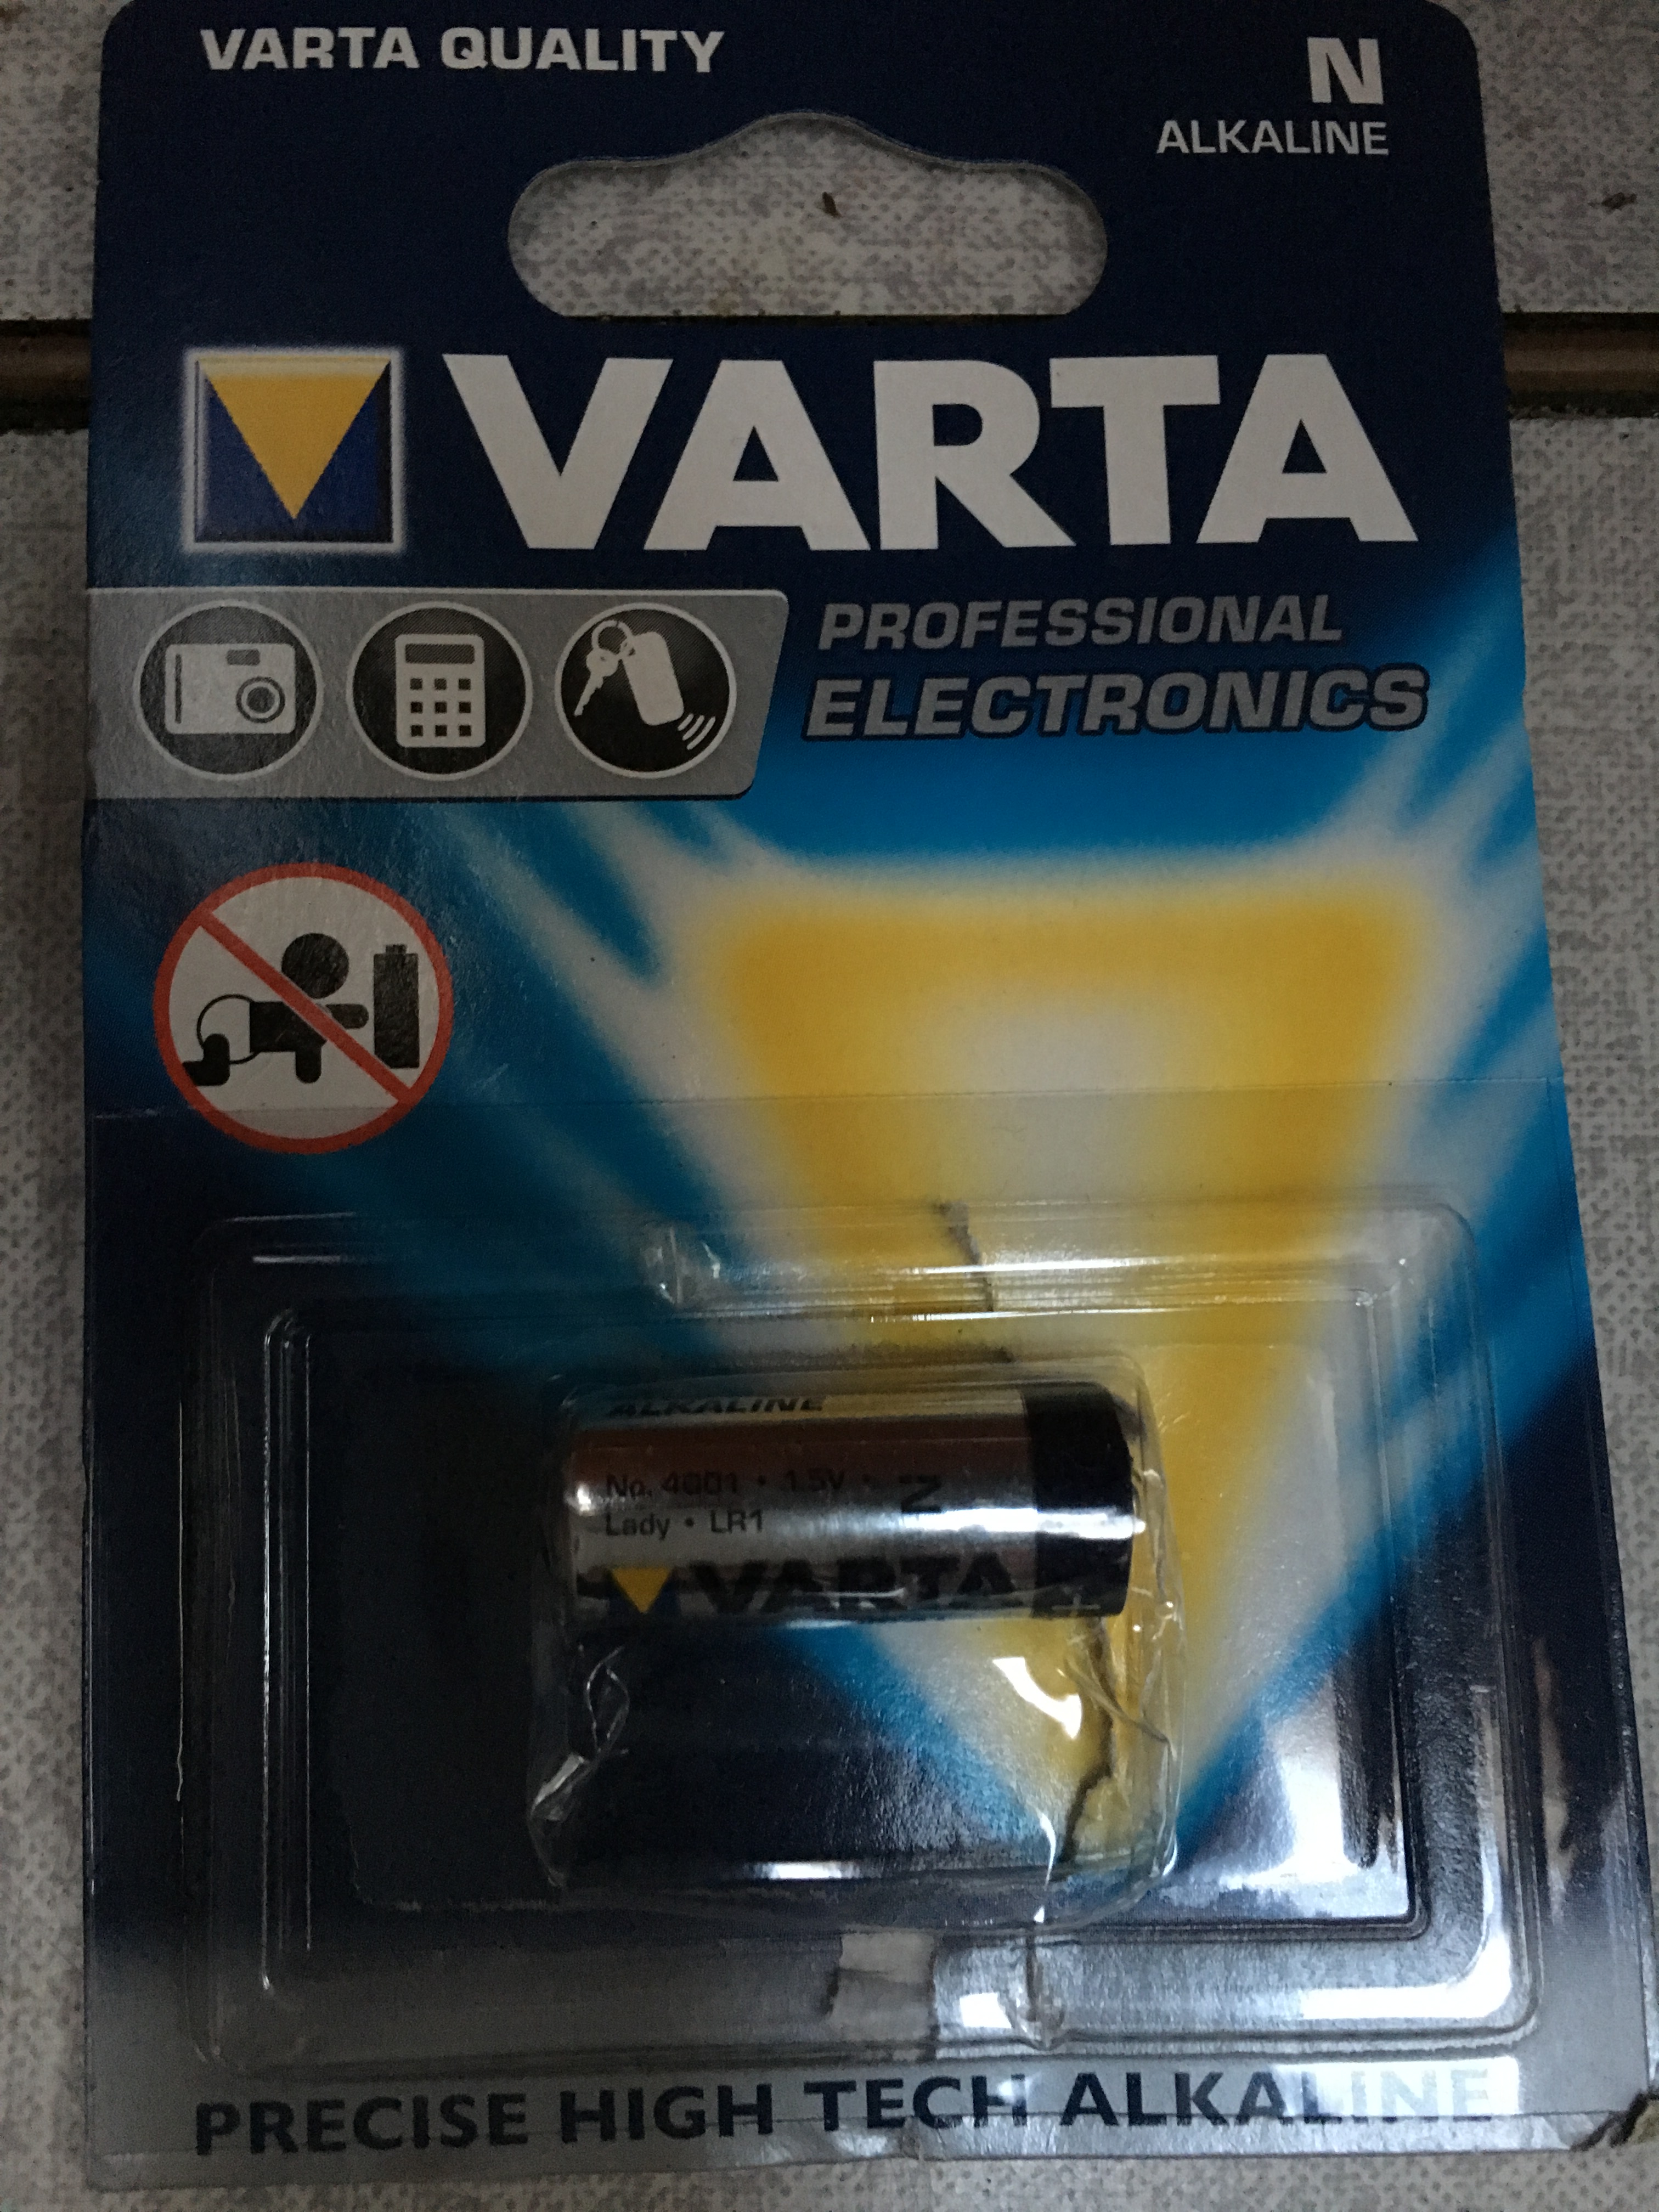 VARTA QUALITY
N
ALKALINE
VARTA
PROFESSIONAL
ELECTRONICS
ALKALINE
No. 4001 • 1.5V • N
Lady • LR1
VARTA
+
PRECISE HIGH TECH ALKALINE